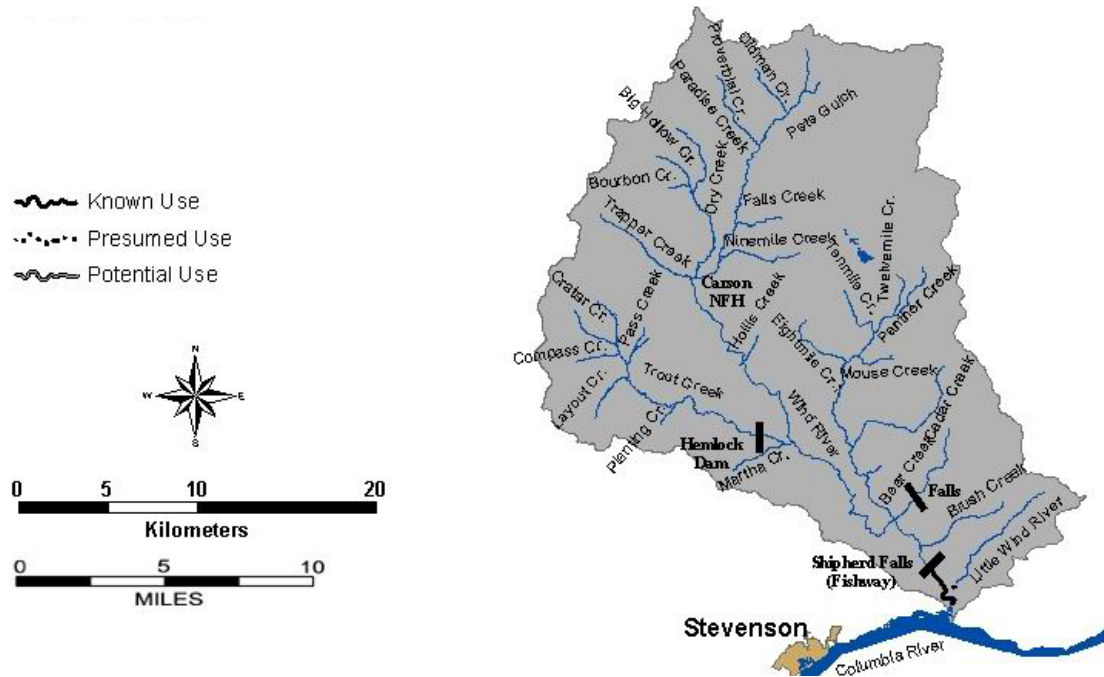 Known Use
Presumed Use
Potential Use
N
W E
S
0 5 10 20
Kilometers
0 5 10
MILES
Oldman Cr.
Proverbial Cr.
Paradise Creek
Pete Gulch
Big Hollow Cr.
Dry Creek
Bourbon Cr.
Falls Creek
Trapper Creek
Ninemile Creek
Twelvemile Cr.
Tenmile Cr.
Panther Creek
Carson
NFH
Hollis Creek
Crater Cr.
Pass Creek
Eightmile Cr.
Compass Cr.
Mouse Creek
Trout Creek
Layout Cr.
Planting Cr.
Wind River
Cedar Creek
Hemlock
Dam
Martha Cr.
Bear Creek
Falls
Brush Creek
Shipherd Falls
(Fishway)
Little Wind River
Stevenson
Columbia River